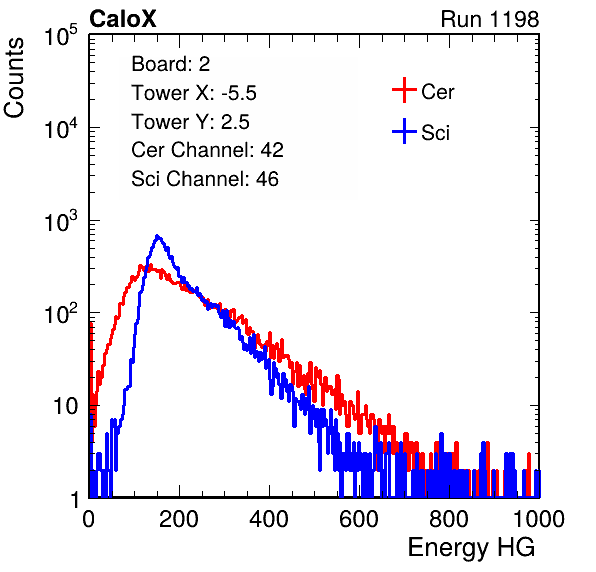 CaloX Run 1198
Board: 2
Tower X: -5.5
Tower Y: 2.5
Cer Channel: 42
Sci Channel: 46
Cer
Sci
Counts
10^5
10^4
10^3
10^2
10
1
0 200 400 600 800 1000
Energy HG